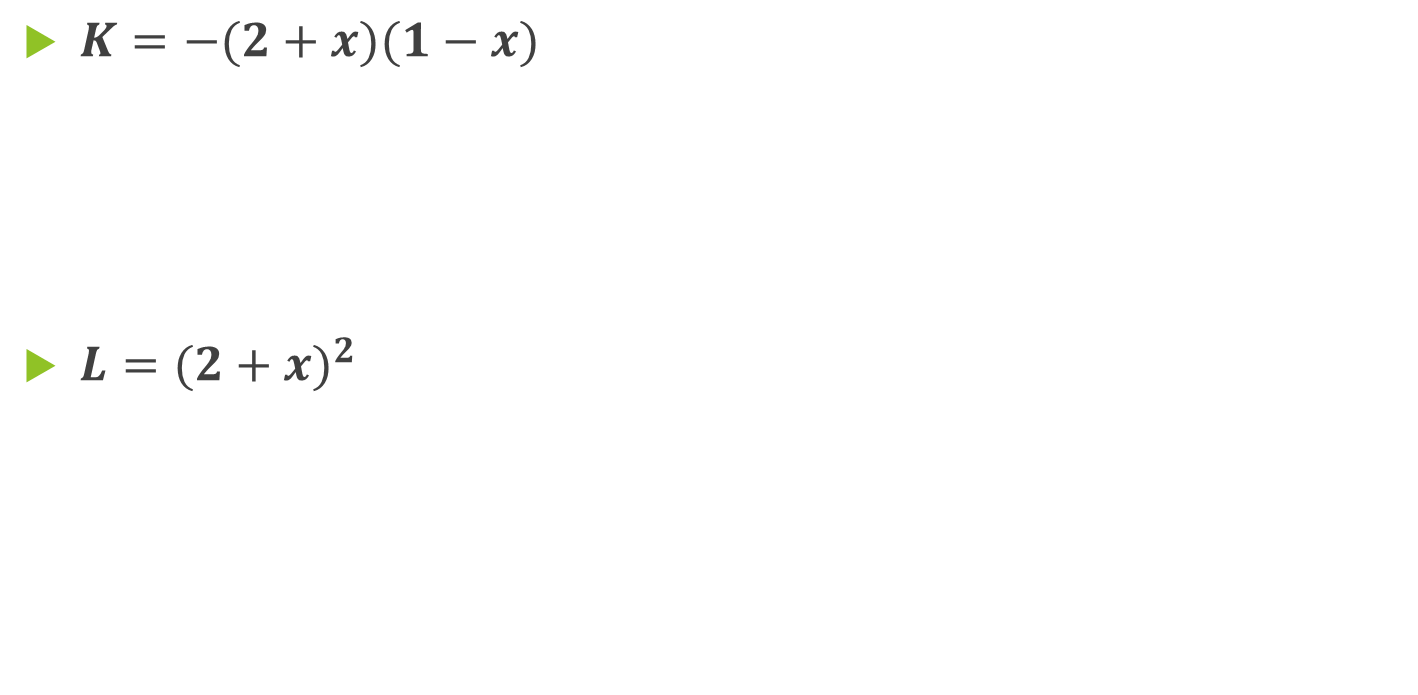 K = −(2 + x)(1 − x)
L = (2 + x)²